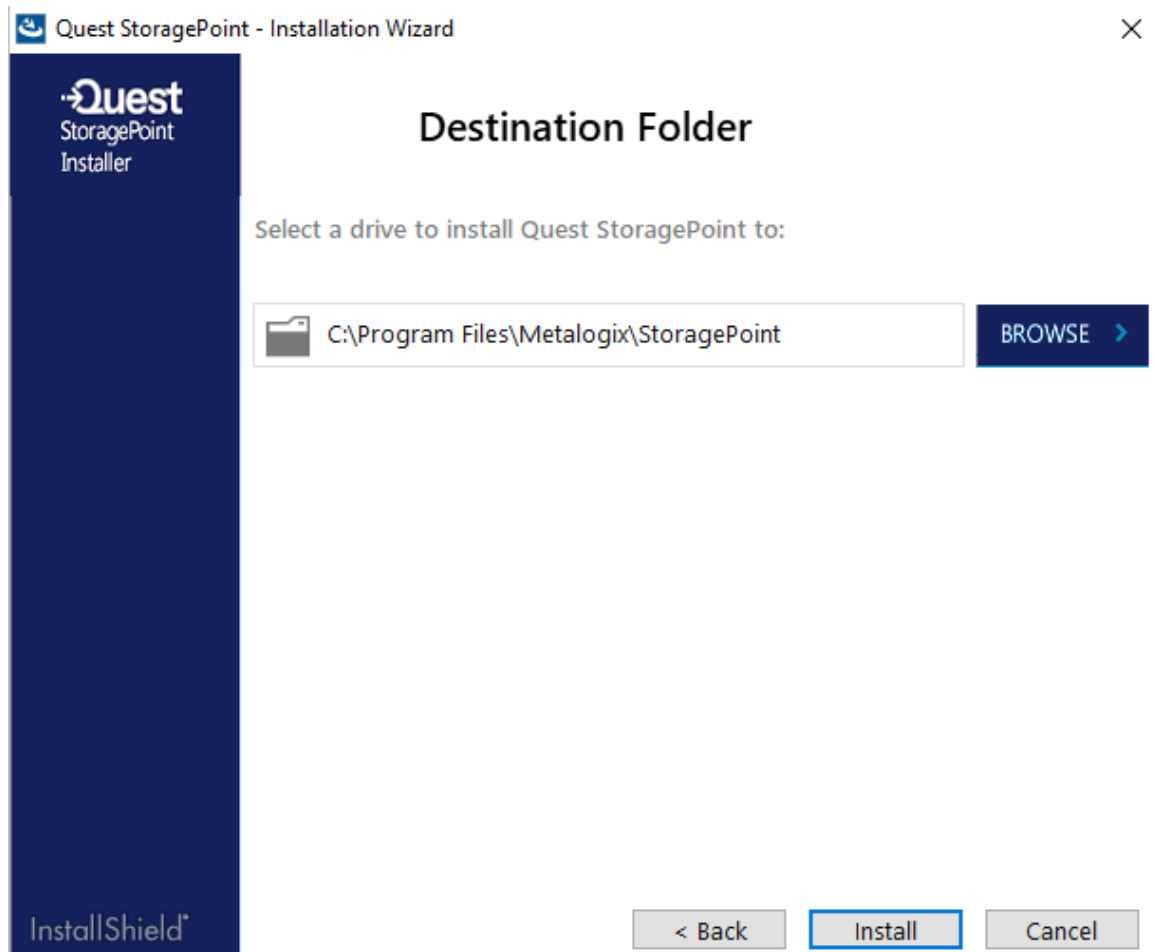 Quest StoragePoint - Installation Wizard
Quest
StoragePoint
Installer
Destination Folder
Select a drive to install Quest StoragePoint to:
C:\Program Files\Metalogix\StoragePoint
BROWSE >
InstallShield
< Back
Install
Cancel